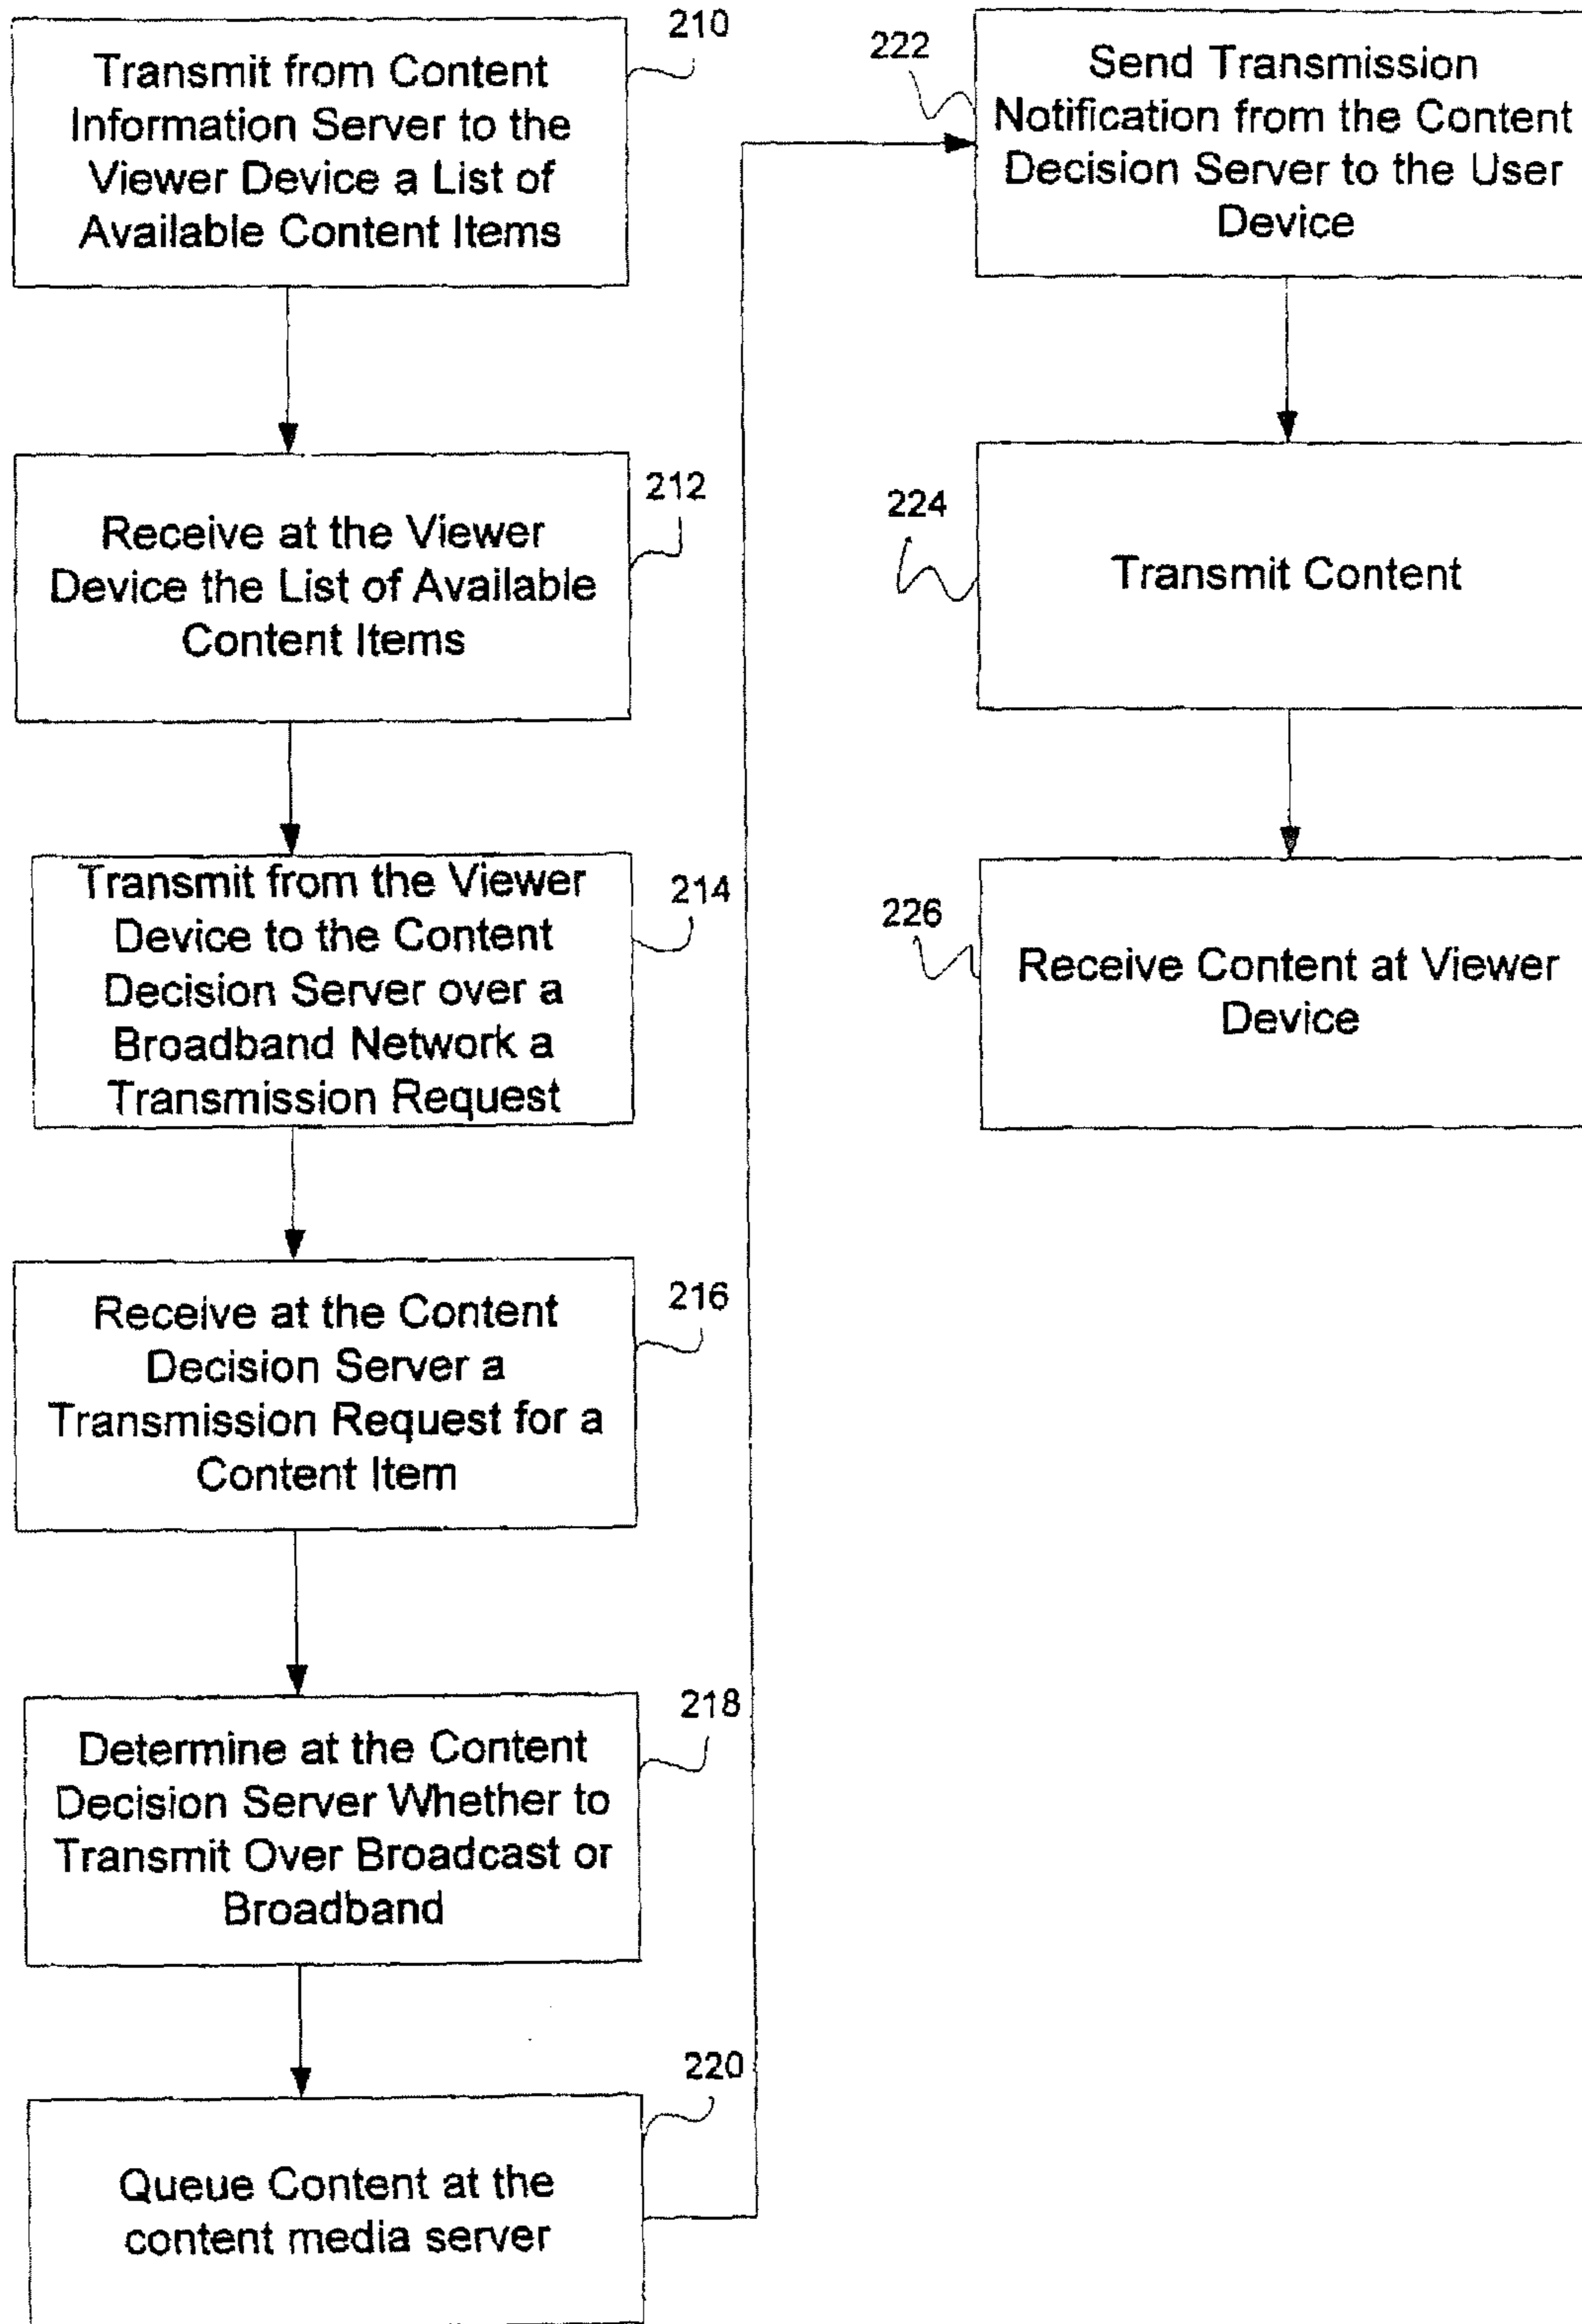 210
Transmit from Content
Information Server to the
Viewer Device a List of
Available Content Items
212
Receive at the Viewer
Device the List of Available
Content Items
214
Transmit from the Viewer
Device to the Content
Decision Server over a
Broadband Network a
Transmission Request
216
Receive at the Content
Decision Server a
Transmission Request for a
Content Item
218
Determine at the Content
Decision Server Whether to
Transmit Over Broadcast or
Broadband
220
Queue Content at the
content media server
222
Send Transmission
Notification from the Content
Decision Server to the User
Device
224
Transmit Content
226
Receive Content at Viewer
Device